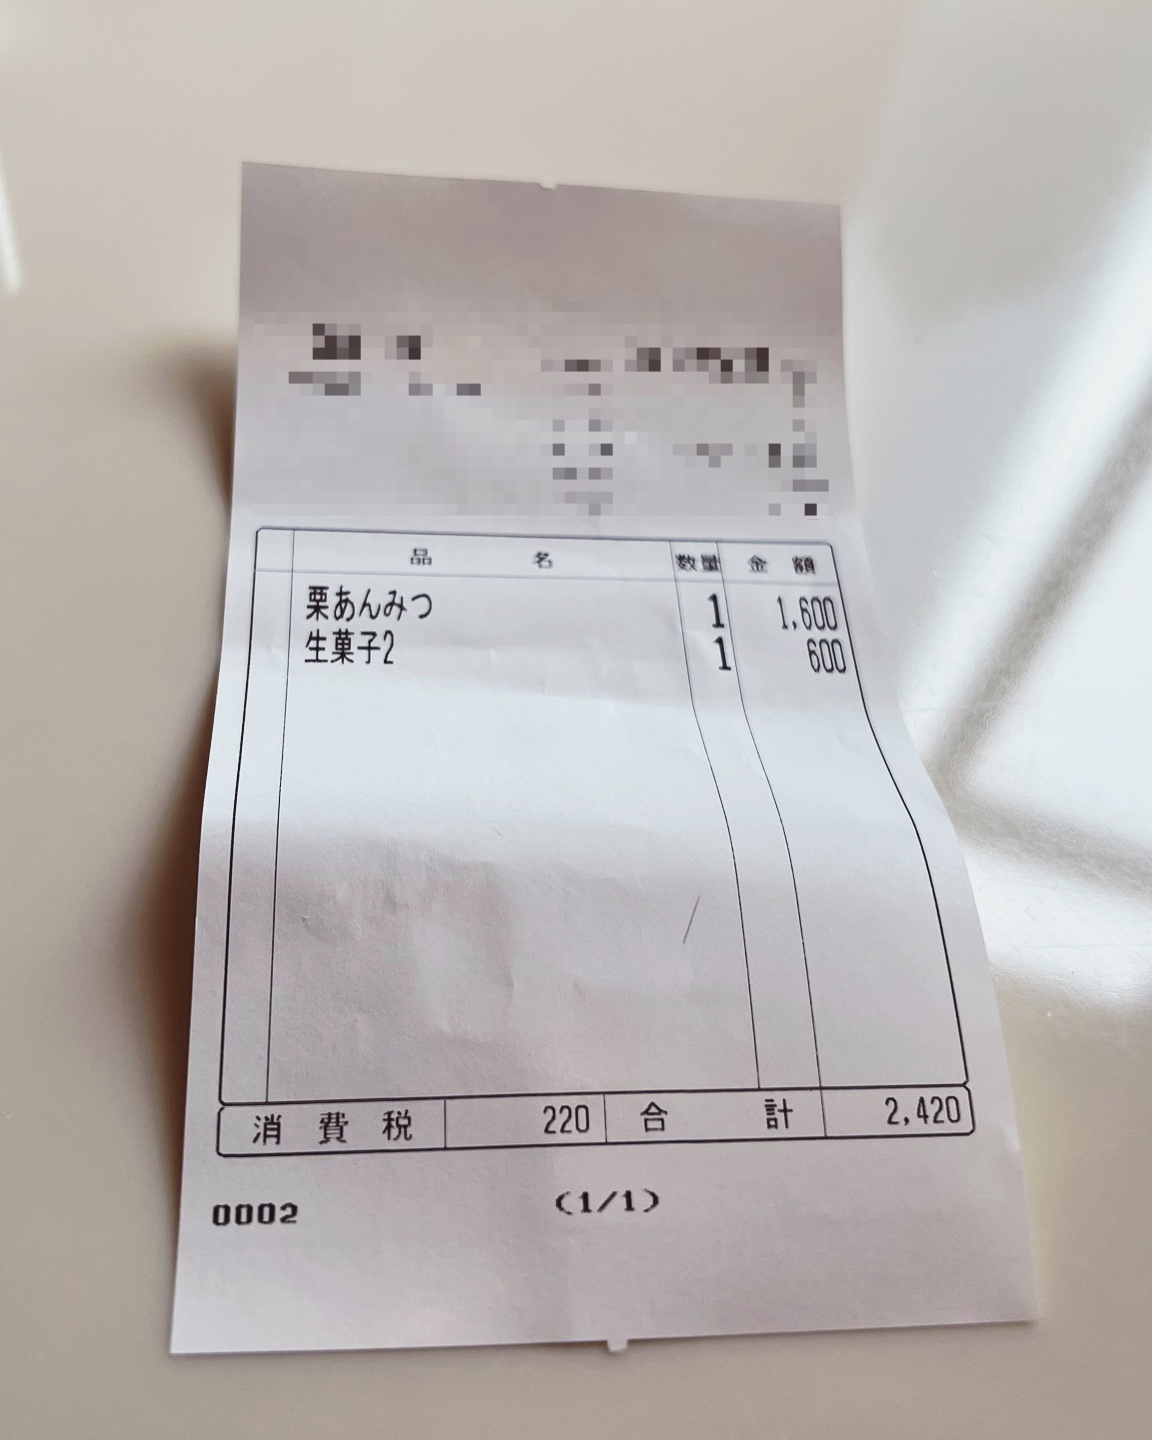 品名 数量 金額
栗あんみつ 1 1,600
生菓子2 1 600
消費税 220 合計 2,420
0002 (1/1)